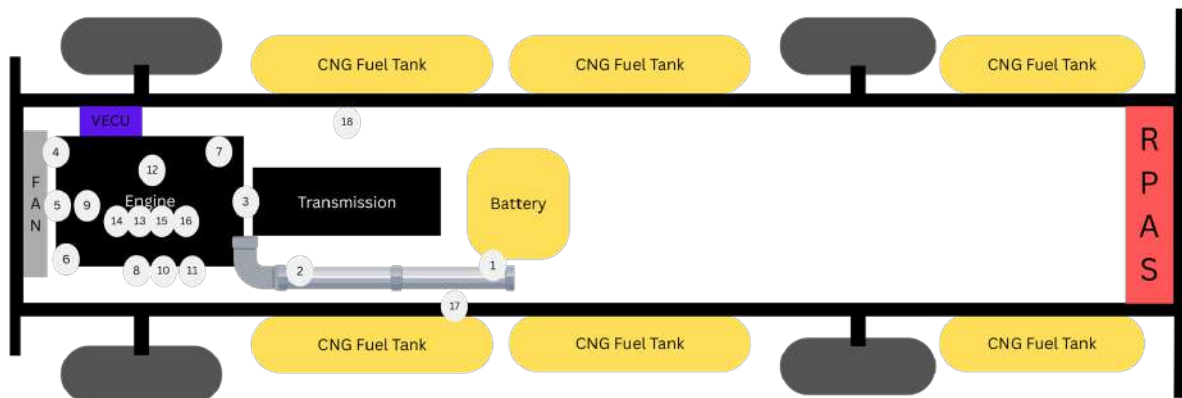 CNG Fuel Tank
CNG Fuel Tank
CNG Fuel Tank
VECU
18
4
7
12
FAN
5
9
Engine
3
Transmission
Battery
14
13
15
16
6
8
10
11
2
1
17
RPAS
CNG Fuel Tank
CNG Fuel Tank
CNG Fuel Tank